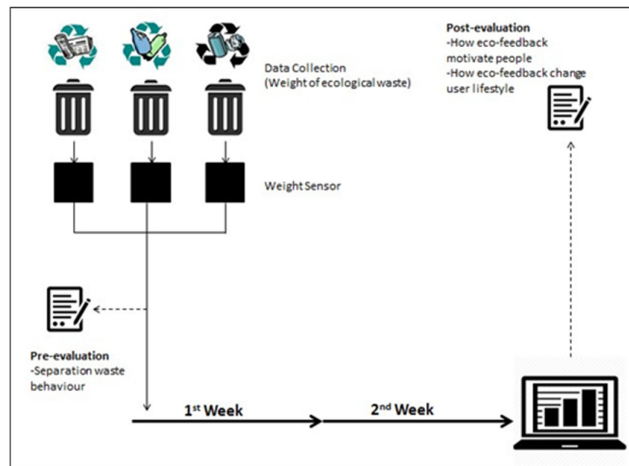 Data Collection
(Weight of ecological waste)
Weight Sensor
Post-evaluation
-How eco-feedback
motivate people
-How eco-feedback change
user lifestyle
Pre-evaluation
-Separation waste
behaviour
1st Week
2nd Week